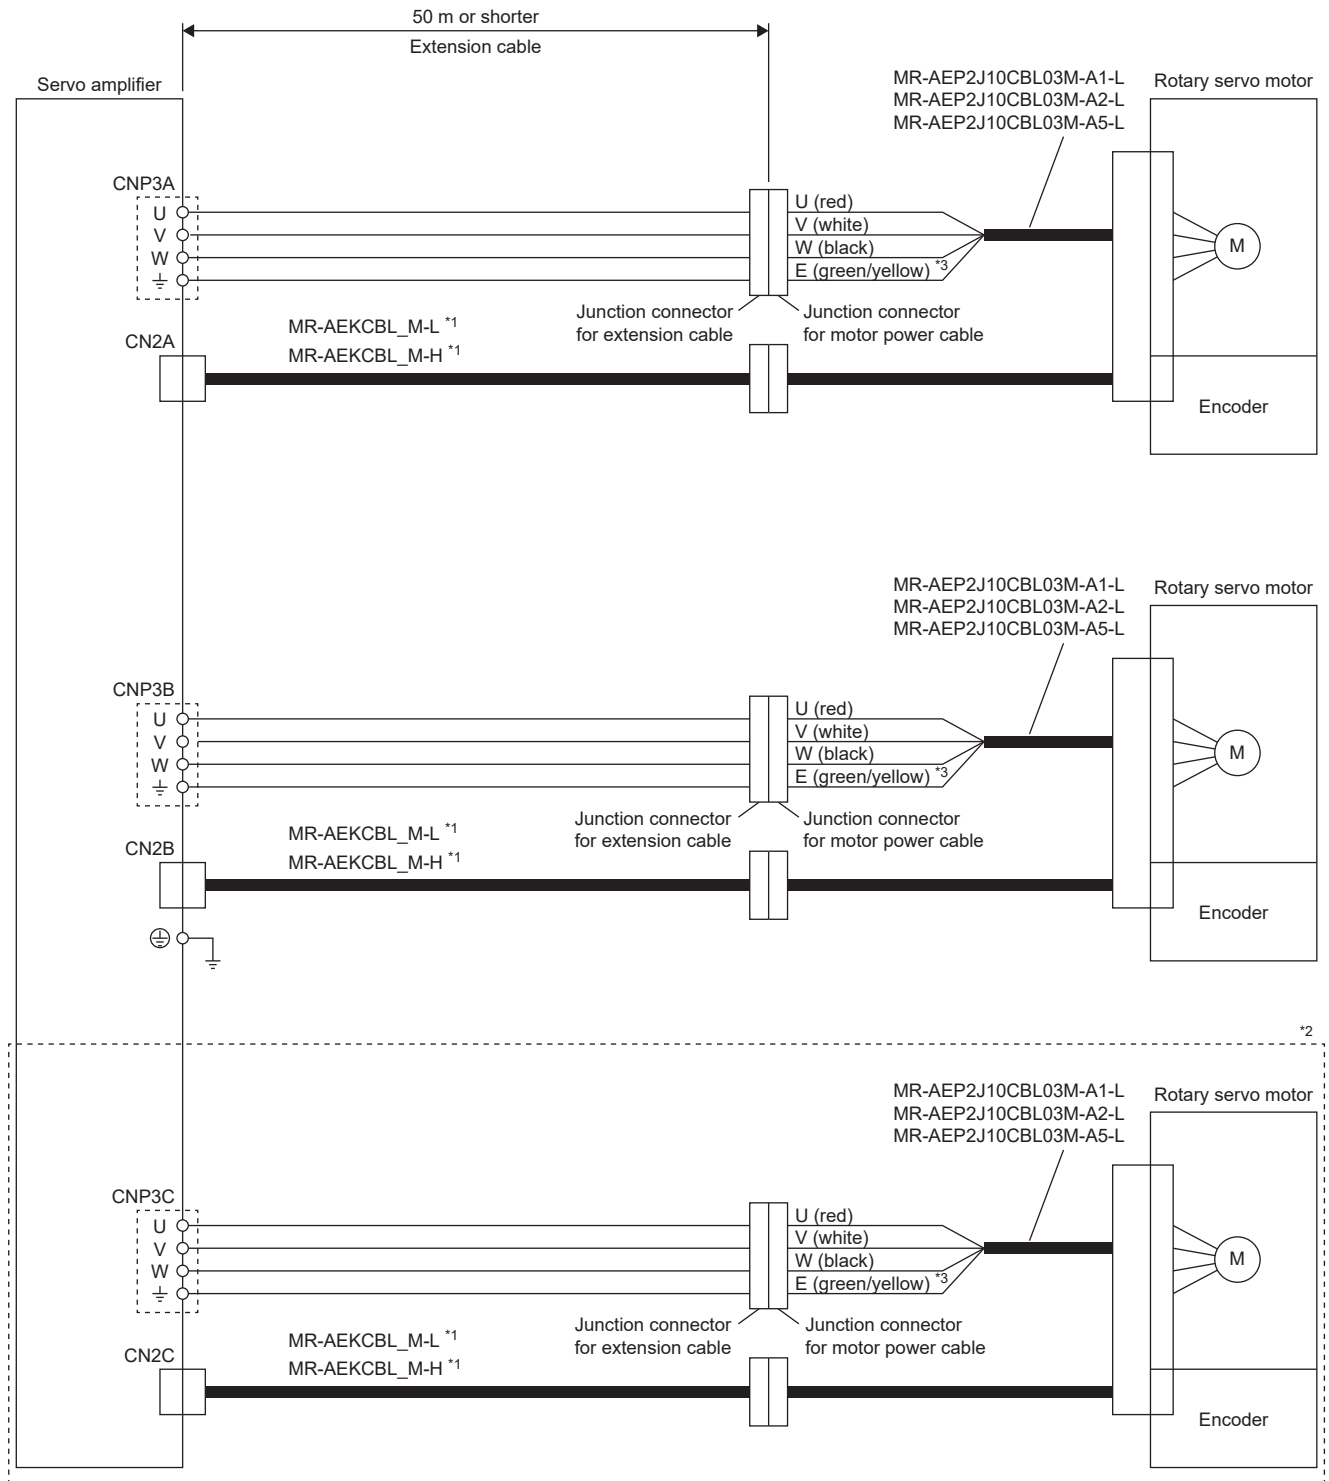 50 m or shorter
Extension cable
Servo amplifier
MR-AEP2J10CBL03M-A1-L
MR-AEP2J10CBL03M-A2-L
MR-AEP2J10CBL03M-A5-L
Rotary servo motor
CNP3A
U
V
W
U (red)
V (white)
W (black)
E (green/yellow) *3
M
Junction connector
for extension cable
Junction connector
for motor power cable
CN2A
MR-AEKCBL_M-L *1
MR-AEKCBL_M-H *1
Encoder
MR-AEP2J10CBL03M-A1-L
MR-AEP2J10CBL03M-A2-L
MR-AEP2J10CBL03M-A5-L
Rotary servo motor
CNP3B
U
V
W
U (red)
V (white)
W (black)
E (green/yellow) *3
M
Junction connector
for extension cable
Junction connector
for motor power cable
CN2B
MR-AEKCBL_M-L *1
MR-AEKCBL_M-H *1
Encoder
*2
MR-AEP2J10CBL03M-A1-L
MR-AEP2J10CBL03M-A2-L
MR-AEP2J10CBL03M-A5-L
Rotary servo motor
CNP3C
U
V
W
U (red)
V (white)
W (black)
E (green/yellow) *3
M
Junction connector
for extension cable
Junction connector
for motor power cable
CN2C
MR-AEKCBL_M-L *1
MR-AEKCBL_M-H *1
Encoder